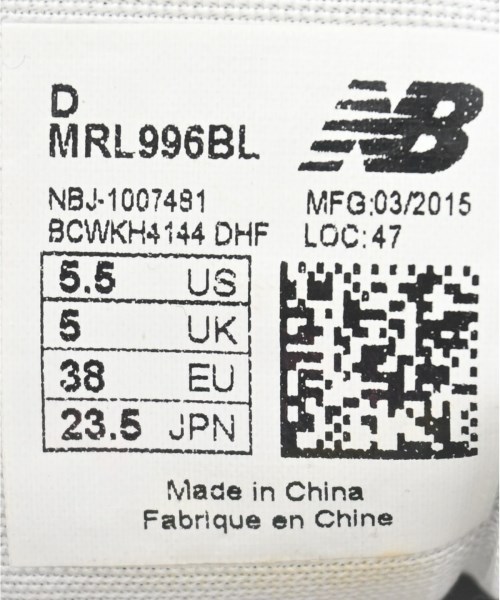 D
MRL996BL
NB
NBJ-1007481
BCWKH4144 DHF
MFG:03/2015
LOC:47
5.5 US
5 UK
38 EU
23.5 JPN
Made in China
Fabrique en Chine